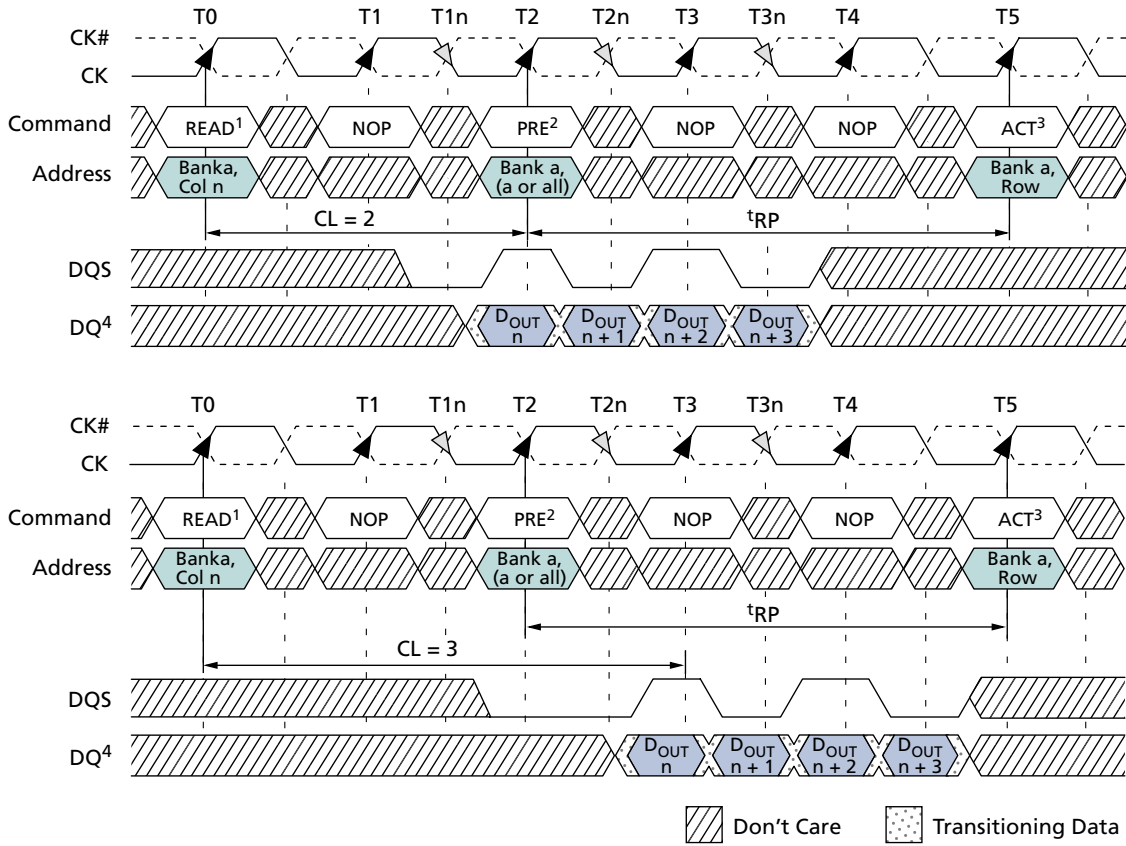 T0 T1 T1n T2 T2n T3 T3n T4 T5
CK#
CK
Command READ¹ NOP PRE² NOP NOP ACT³
Address Banka, Col n Bank a, (a or all) Bank a, Row
CL = 2 ᵗRP
DQS
DQ⁴ DOUT n DOUT n + 1 DOUT n + 2 DOUT n + 3
T0 T1 T1n T2 T2n T3 T3n T4 T5
CK#
CK
Command READ¹ NOP PRE² NOP NOP ACT³
Address Banka, Col n Bank a, (a or all) Bank a, Row
ᵗRP
CL = 3
DQS
DQ⁴ DOUT n DOUT n + 1 DOUT n + 2 DOUT n + 3
Don't Care Transitioning Data